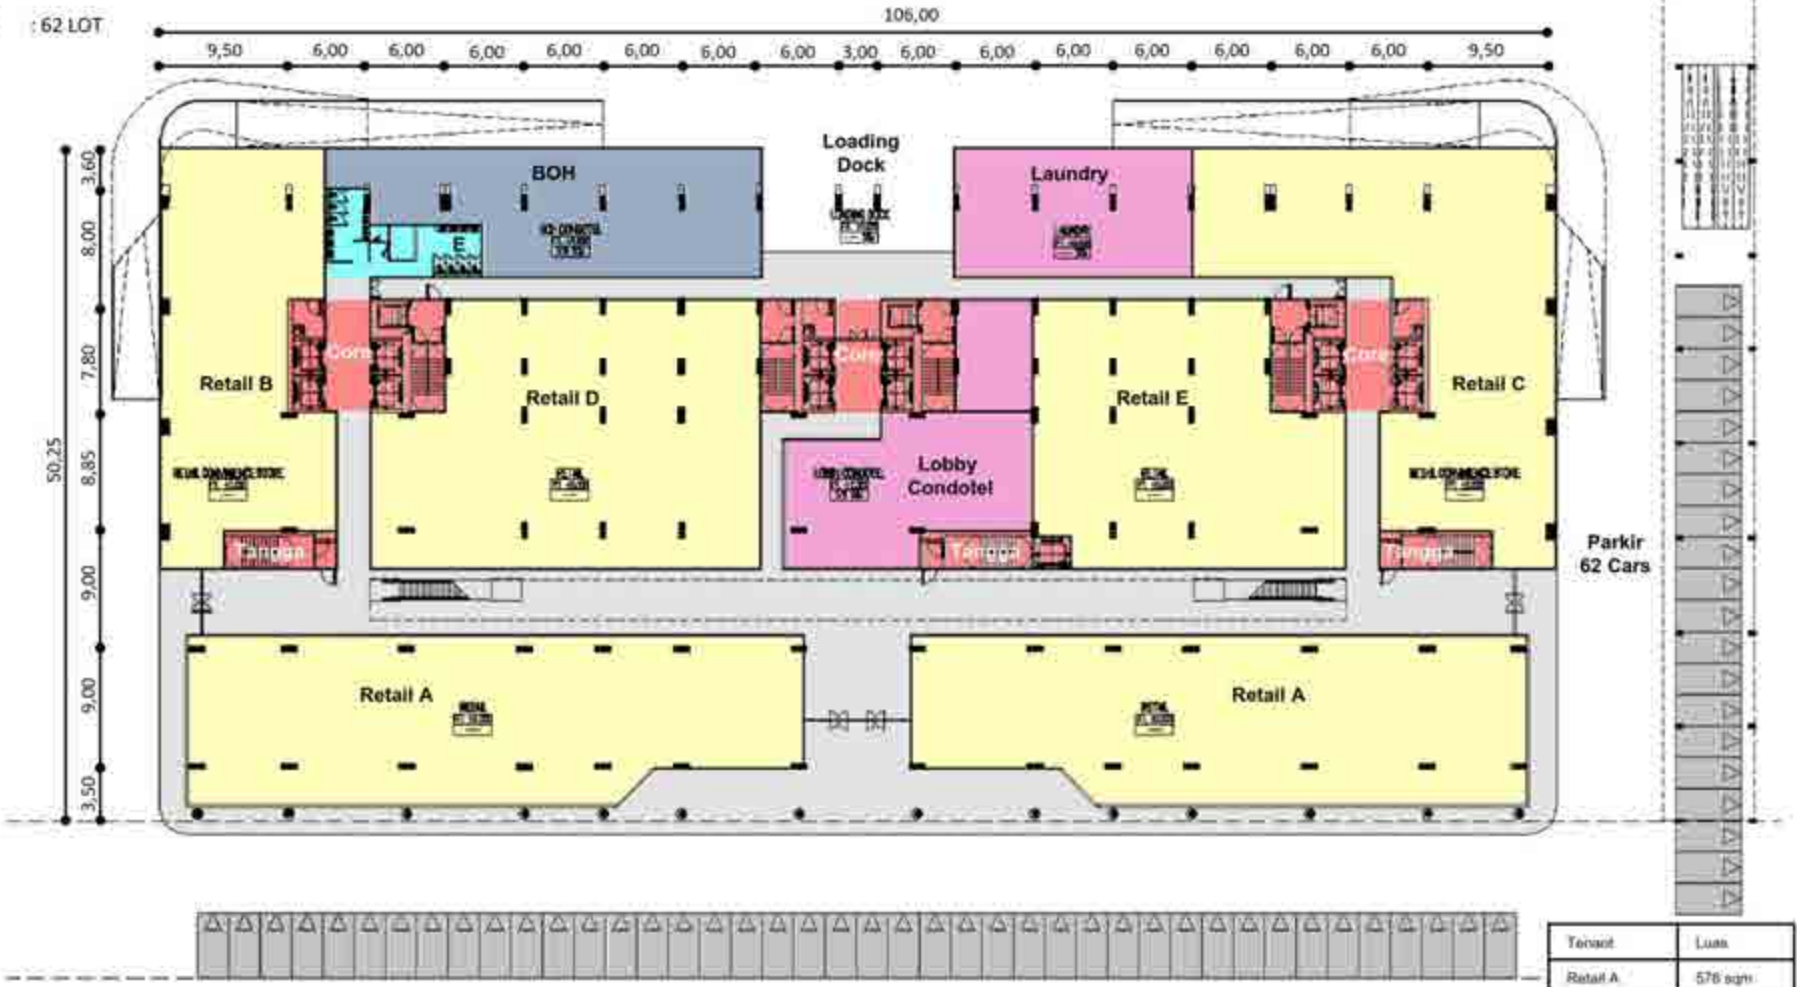 : 62 LOT
106,00
9,50 6,00 6,00 6,00 6,00 6,00 6,00 6,00 3,00 6,00 6,00 6,00 6,00 6,00 6,00 6,00 9,50
50,25
3,60
8,00
7,80
8,85
9,00
9,00
3,50
Loading
Dock
BOH
Laundry
E
Core
Core
Core
Retail B
Retail D
Retail E
Retail C
Lobby
Condotel
RETAIL
RETAIL
Tangga
Tangga
Tangga
Parkir
62 Cars
Retail A
Retail A
RETAIL
RETAIL
Tenant Luas
Retail A 576 sqm